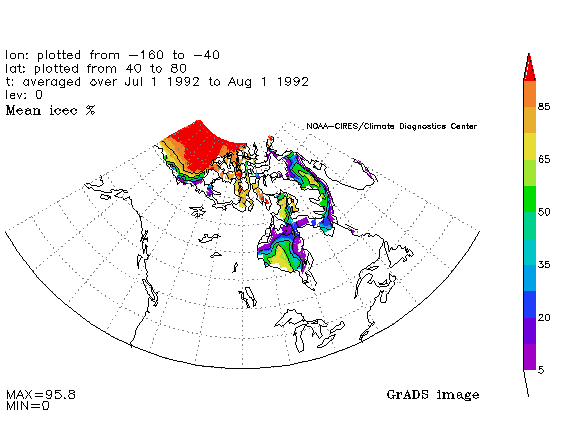 lon: plotted from −160 to −40
lat: plotted from 40 to 80
t: averaged over Jul 1 1992 to Aug 1 1992
lev: 0
Mean icec %
NOAA−CIRES/Climate Diagnostics Center
85
65
50
35
20
5
MAX=95.8
MIN=0
GrADS image